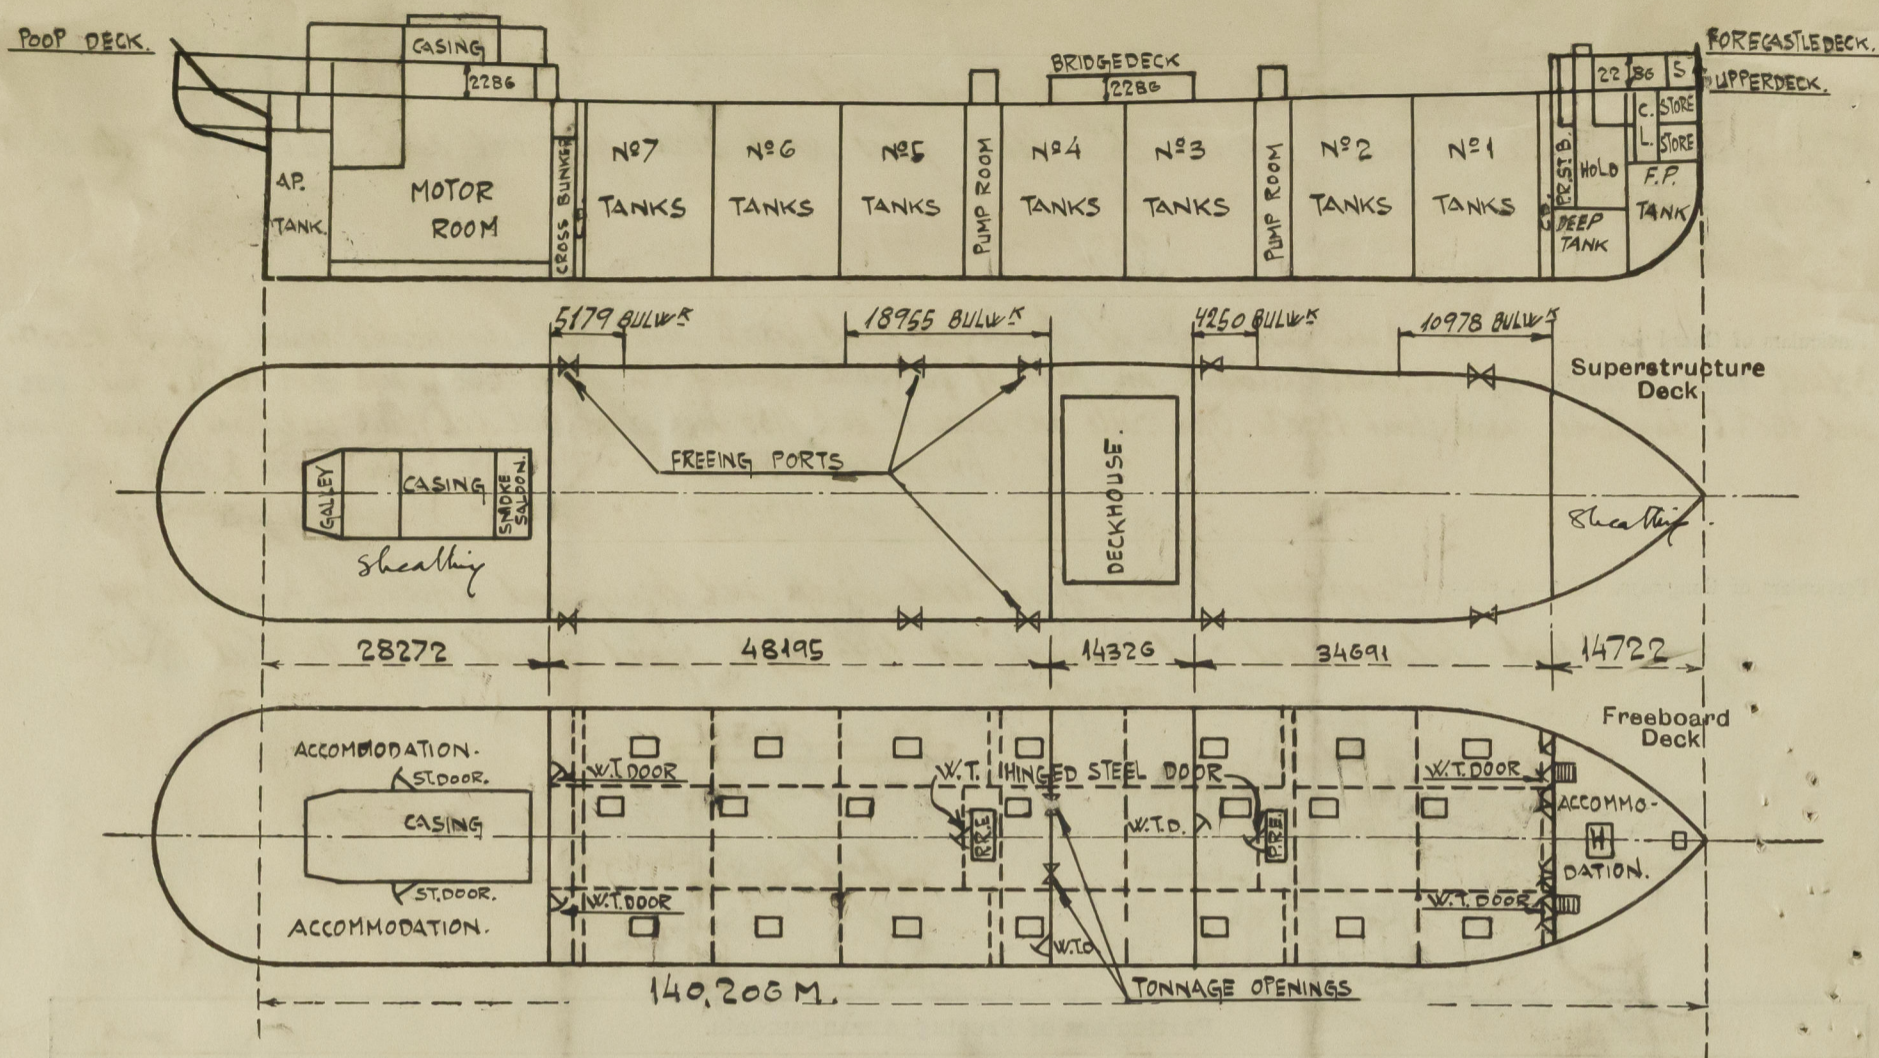 POOP DECK.
CASING
2286
BRIDGEDECK
2286
FORECASTLEDECK.
22 86
S
UPPERDECK.
AP.
TANK.
MOTOR
ROOM
CROSS BUNKER
Nº7
TANKS
Nº6
TANKS
Nº5
TANKS
PUMP ROOM
Nº4
TANKS
Nº3
TANKS
PUMP ROOM
Nº2
TANKS
Nº1
TANKS
C.D.
PR.ST.B.
HOLD
DEEP
TANK
C.
L.
STORE
STORE
F.P.
TANK
5179 BULWK
18955 BULWK
4250 BULWK
10978 BULWK
Superstructure
Deck
GALLEY
CASING
SMOKE
SALOON.
Sheathing
FREEING PORTS
DECKHOUSE.
Sheathing.
28272
48195
14326
34691
14722
Freeboard
Deck
ACCOMMODATION.
ST.DOOR.
CASING
ST.DOOR.
ACCOMMODATION.
W.T.DOOR
W.T.DOOR
W.T. HINGED STEEL DOOR
P.R.E
W.T.D.
P.R.E.
W.T.D
W.T.DOOR
W.T.DOOR
ACCOMMO-
DATION.
H
TONNAGE OPENINGS
140,206 M.